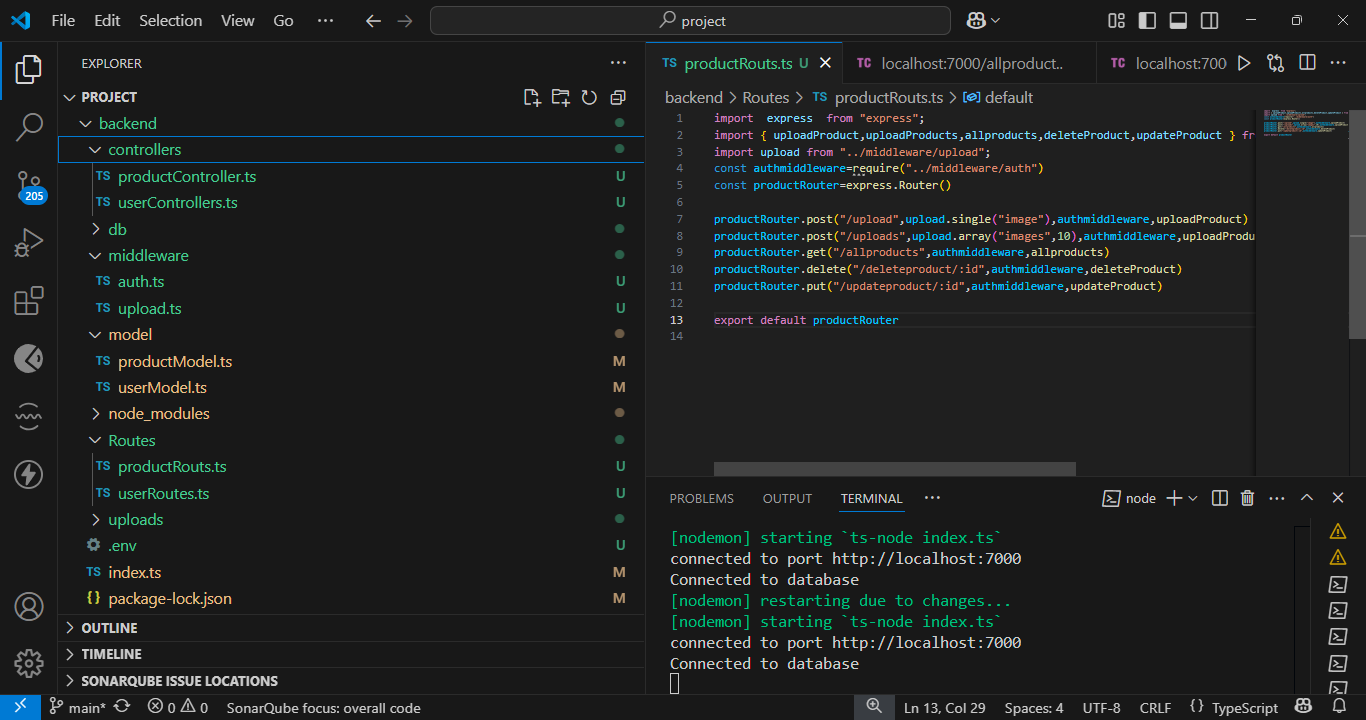 File Edit Selection View Go ··· project
EXPLORER ···
PROJECT
backend
controllers
TS productController.ts U
TS userControllers.ts U
db
middleware
TS auth.ts U
TS upload.ts U
model
TS productModel.ts M
TS userModel.ts M
node_modules
Routes
TS productRouts.ts U
TS userRoutes.ts U
uploads
.env U
TS index.ts M
{} package-lock.json M
OUTLINE
TIMELINE
SONARQUBE ISSUE LOCATIONS
205
TS productRouts.ts U × TC localhost:7000/allproduct.. TC localhost:700 ···
backend > Routes > TS productRouts.ts > default
1 import  express  from "express";
2 import { uploadProduct,uploadProducts,allproducts,deleteProduct,updateProduct } fr
3 import upload from "../middleware/upload";
4 const authmiddleware=require("../middleware/auth")
5 const productRouter=express.Router()
6
7 productRouter.post("/upload",upload.single("image"),authmiddleware,uploadProduct)
8 productRouter.post("/uploads",upload.array("images",10),authmiddleware,uploadProdu
9 productRouter.get("/allproducts",authmiddleware,allproducts)
10 productRouter.delete("/deleteproduct/:id",authmiddleware,deleteProduct)
11 productRouter.put("/updateproduct/:id",authmiddleware,updateProduct)
12
13 export default productRouter
14
PROBLEMS OUTPUT TERMINAL ··· node ···
[nodemon] starting `ts-node index.ts`
connected to port http://localhost:7000
Connected to database
[nodemon] restarting due to changes...
[nodemon] starting `ts-node index.ts`
connected to port http://localhost:7000
Connected to database
main* 0 0 SonarQube focus: overall code Ln 13, Col 29 Spaces: 4 UTF-8 CRLF {} TypeScript